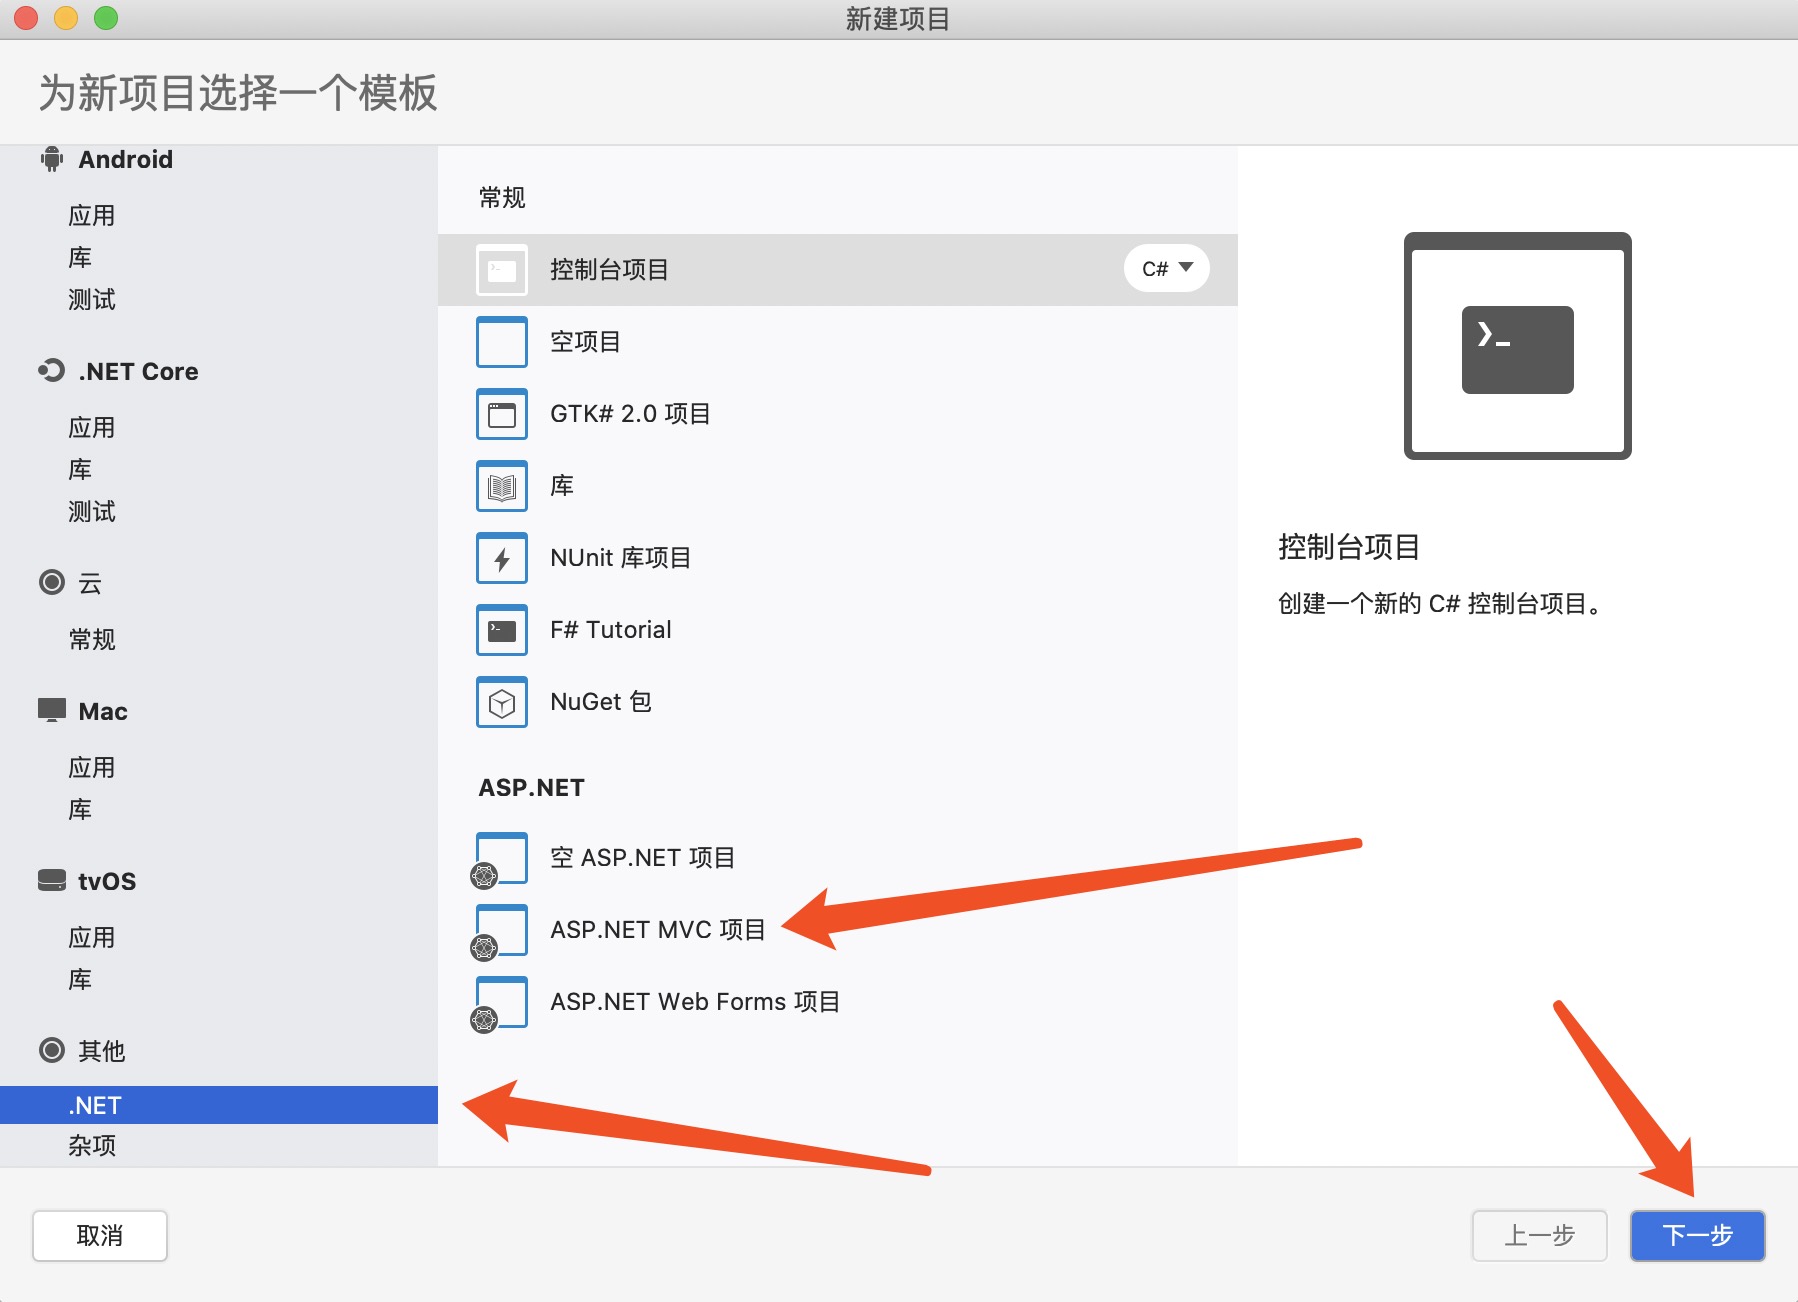 新建项目
为新项目选择一个模板
Android
应用
库
测试
.NET Core
应用
库
测试
云
常规
Mac
应用
库
tvOS
应用
库
其他
.NET
杂项
常规
控制台项目
C#
空项目
GTK# 2.0 项目
库
NUnit 库项目
F# Tutorial
NuGet 包
ASP.NET
空 ASP.NET 项目
ASP.NET MVC 项目
ASP.NET Web Forms 项目
控制台项目
创建一个新的 C# 控制台项目。
取消
上一步
下一步